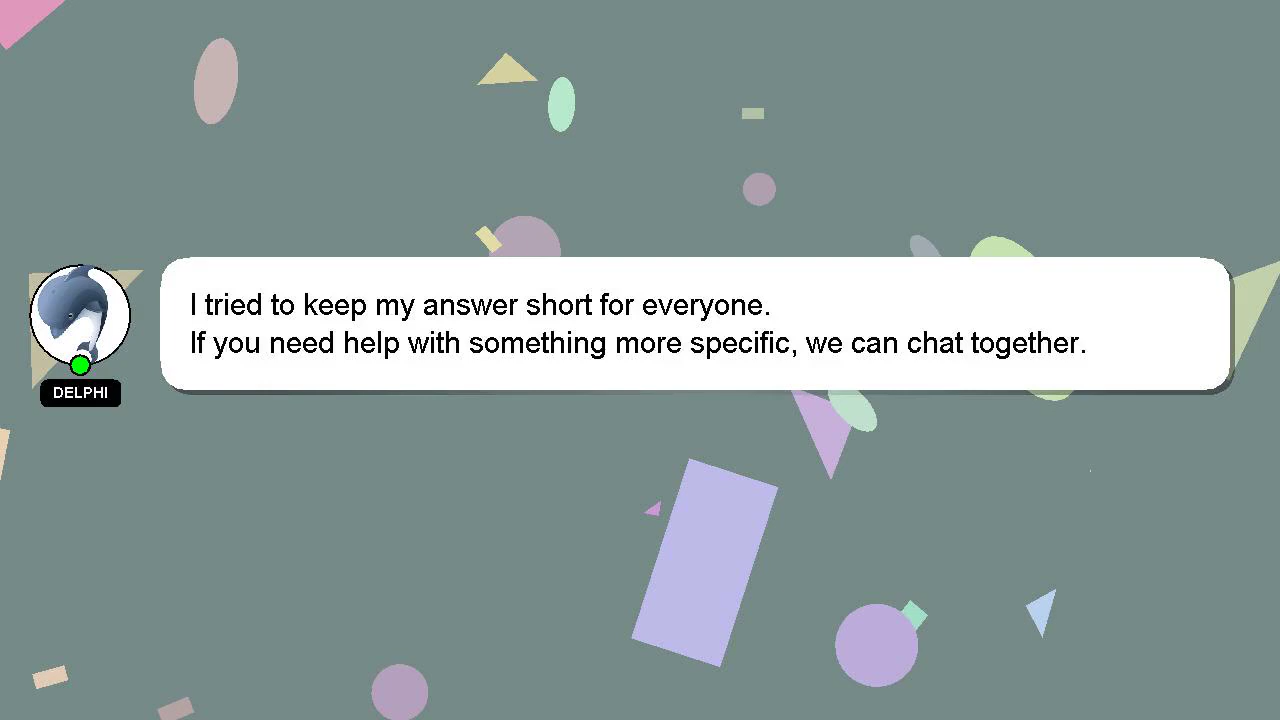 I tried to keep my answer short for everyone.
If you need help with something more specific, we can chat together.
DELPHI